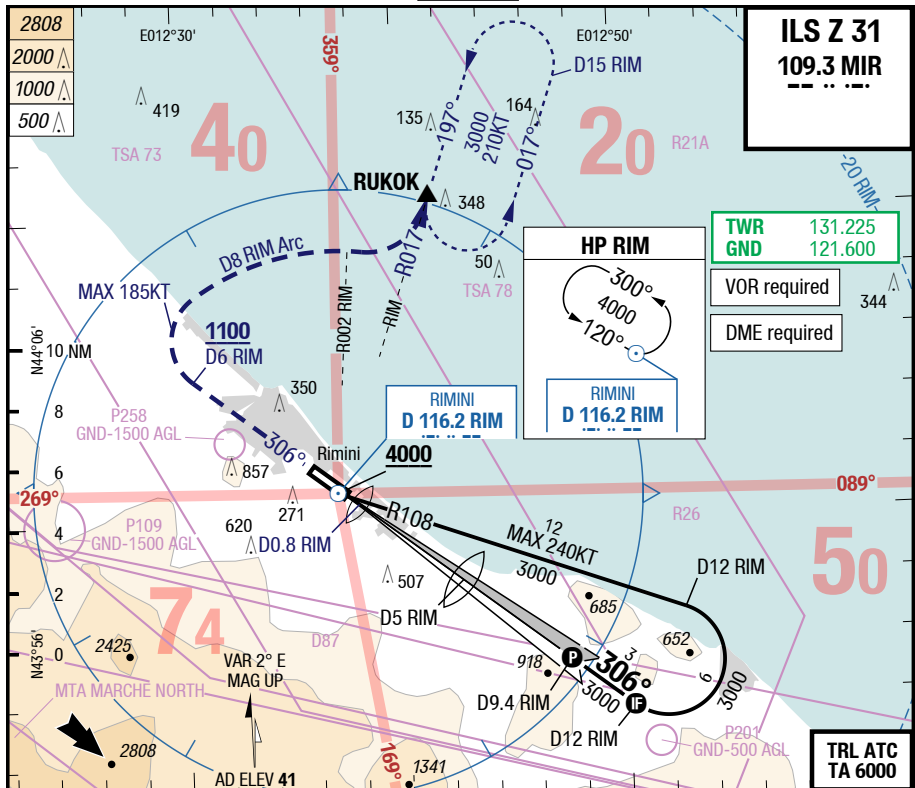 2808
2000
1000
500
E012°30'
E012°50'
359°
ILS Z 31
109.3 MIR
419
TSA 73
40
135
197°
3000
210KT
164
017°
D15 RIM
20
R21A
-20 RIM-
RUKOK
348
R017
D8 RIM Arc
50
TSA 78
HP RIM
300°
4000
120°
RIMINI
D 116.2 RIM
TWR 131.225
GND 121.600
VOR required
DME required
344
MAX 185KT
1100
D6 RIM
R002 RIM-
-RIM-
N44°06'
10 NM
8
6
4
2
0
N43°56'
350
P258
GND-1500 AGL
857
306°
Rimini
RIMINI
D 116.2 RIM
4000
269°
089°
271
P109
GND-1500 AGL
620
D0.8 RIM
R108
12
MAX 240KT
3000
R26
50
D12 RIM
507
D5 RIM
685
652
74
2425
D87
VAR 2° E
MAG UP
918
P
306°
3
6
3000
3000
D9.4 RIM
IF
D12 RIM
MTA MARCHE NORTH
2808
P201
GND-500 AGL
AD ELEV 41
169°
1341
TRL ATC
TA 6000